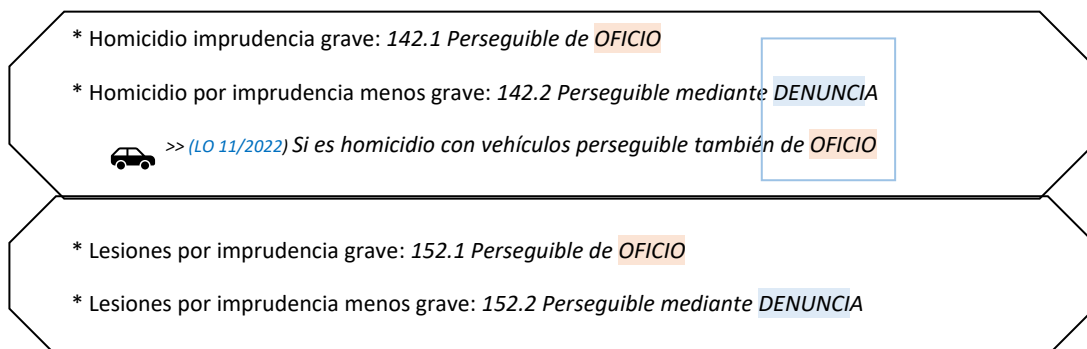 * Homicidio imprudencia grave: 142.1 Perseguible de OFICIO
* Homicidio por imprudencia menos grave: 142.2 Perseguible mediante DENUNCIA
>> (LO 11/2022) Si es homicidio con vehículos perseguible también de OFICIO
* Lesiones por imprudencia grave: 152.1 Perseguible de OFICIO
* Lesiones por imprudencia menos grave: 152.2 Perseguible mediante DENUNCIA